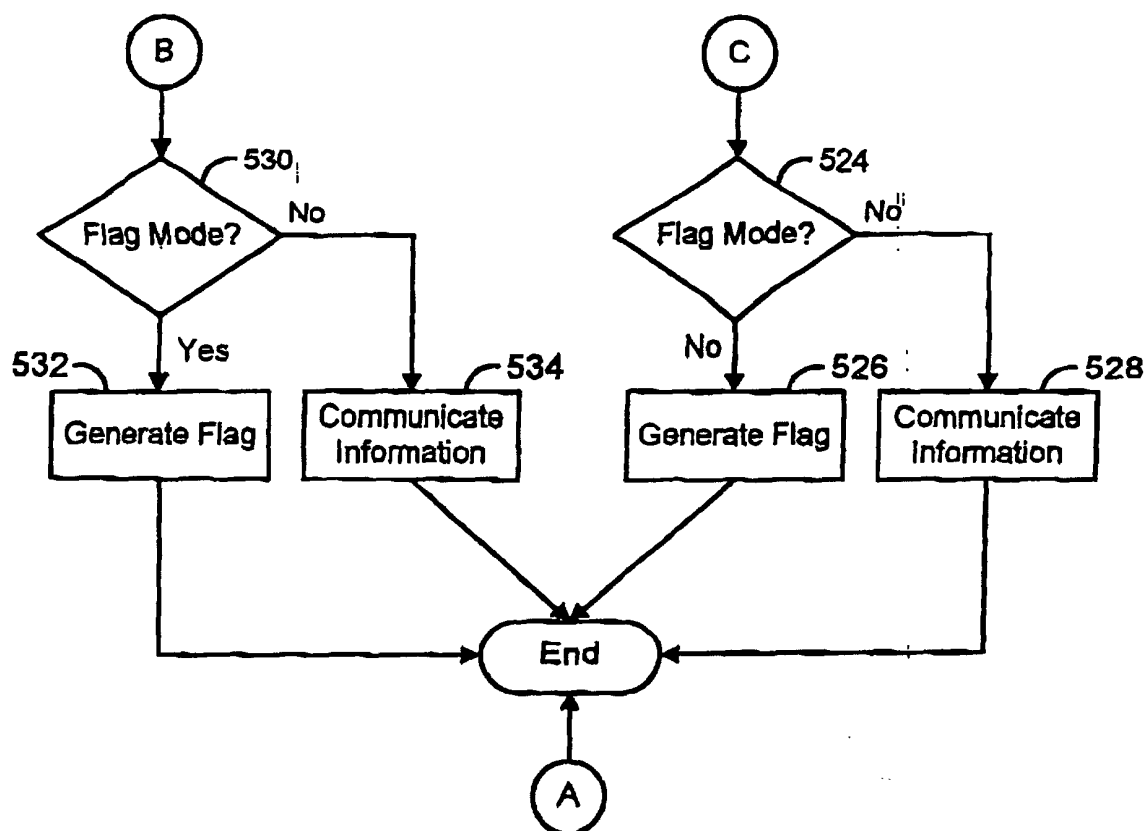 B
C
530
524
Flag Mode?
No
Flag Mode?
No
Yes
No
532
534
526
528
Generate Flag
Communicate
Information
Generate Flag
Communicate
Information
End
A